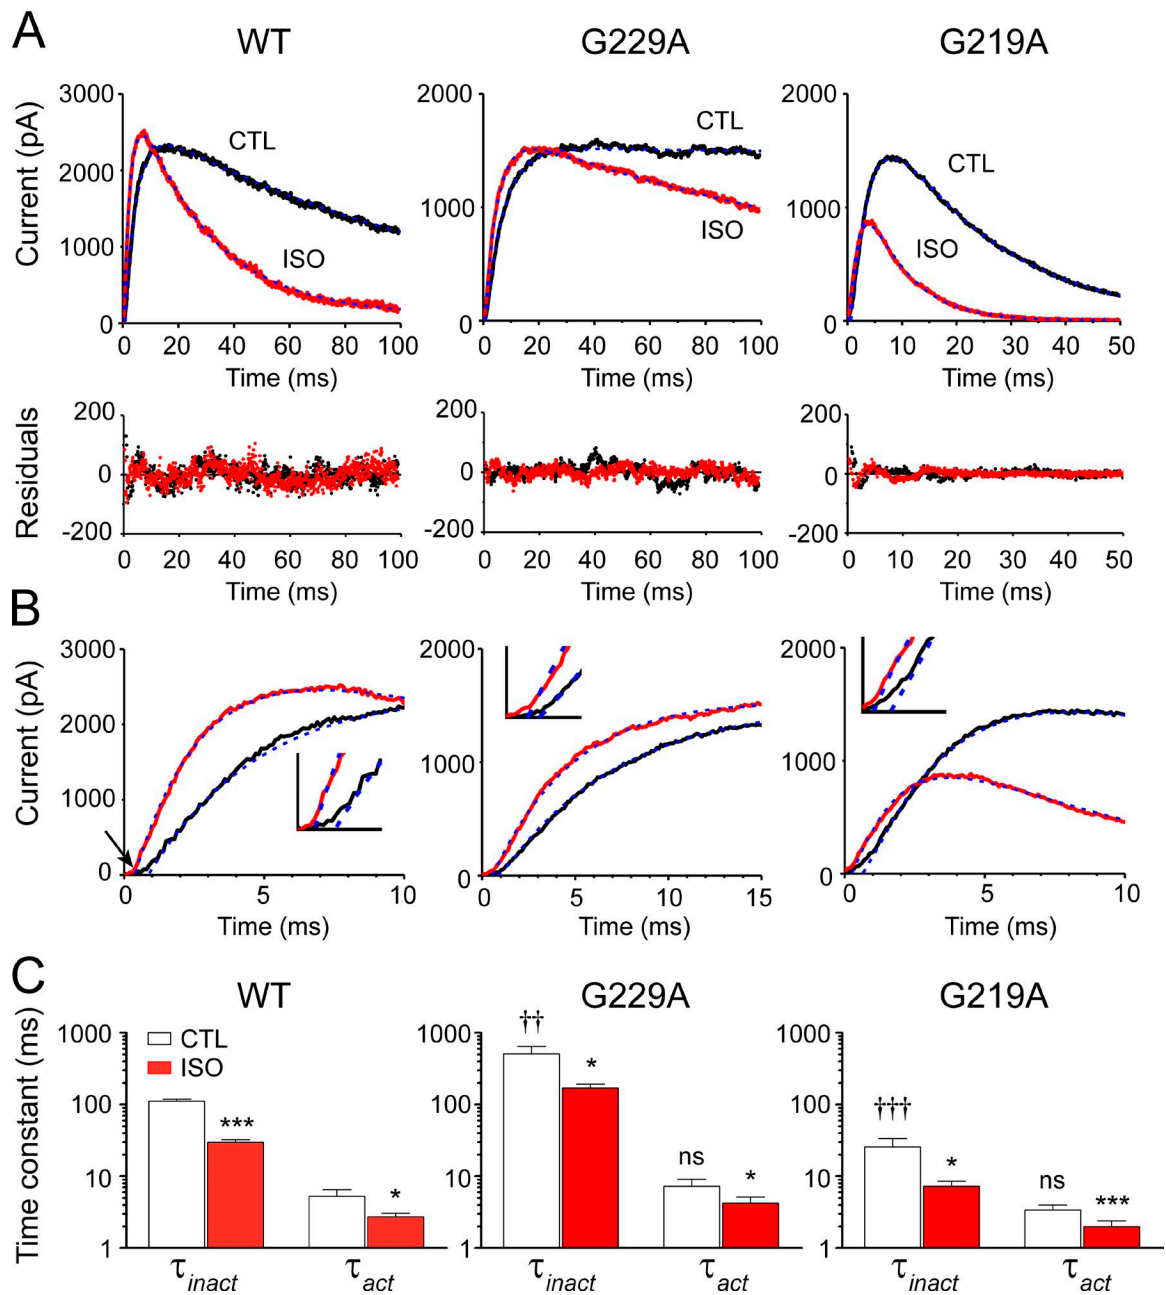 A
WT G229A G219A
Current (pA)
3000 2000 1000 0
CTL
ISO
0 20 40 60 80 100
Time (ms)
2000 1000 0
CTL
ISO
0 20 40 60 80 100
Time (ms)
2000 1000 0
CTL
ISO
0 10 20 30 40 50
Time (ms)
Residuals
200 0 -200
0 20 40 60 80 100
Time (ms)
200 0 -200
0 20 40 60 80 100
Time (ms)
200 0 -200
0 10 20 30 40 50
Time (ms)
B
Current (pA)
3000 2000 1000 0
0 5 10
Time (ms)
2000 1000 0
0 5 10 15
Time (ms)
2000 1000 0
0 5 10
Time (ms)
C
WT G229A G219A
Time constant (ms)
1000 100 10 1
CTL
ISO
*** *
τinact τact
1000 100 10 1
†† * ns *
τinact τact
1000 100 10 1
††† * ns ***
τinact τact